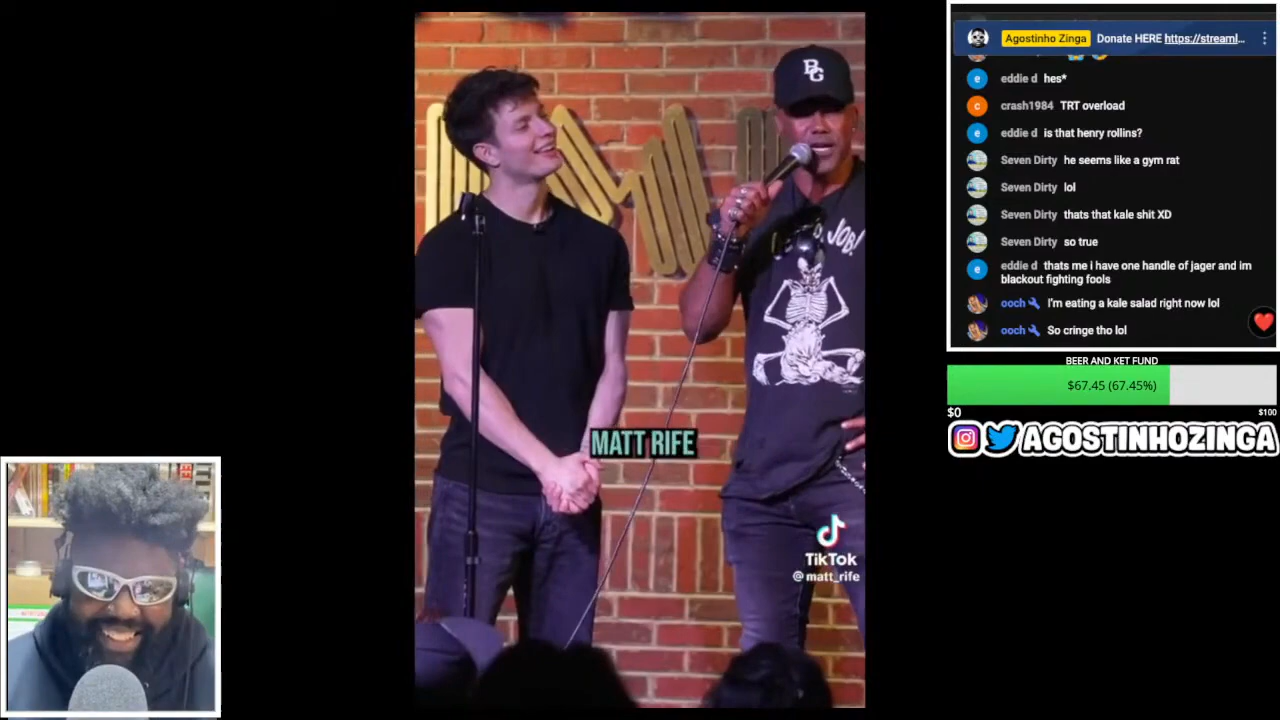 BG
JOB!
MATT RIFE
TikTok
@matt_rife
Agostinho Zinga Donate HERE https://streaml...
eddie d hes*
crash1984 TRT overload
eddie d is that henry rollins?
Seven Dirty he seems like a gym rat
Seven Dirty lol
Seven Dirty thats that kale shit XD
Seven Dirty so true
eddie d thats me i have one handle of jager and im
blackout fighting fools
ooch I'm eating a kale salad right now lol
ooch So cringe tho lol
BEER AND KET FUND
$67.45 (67.45%)
$0 $100
AGOSTINHOZINGA